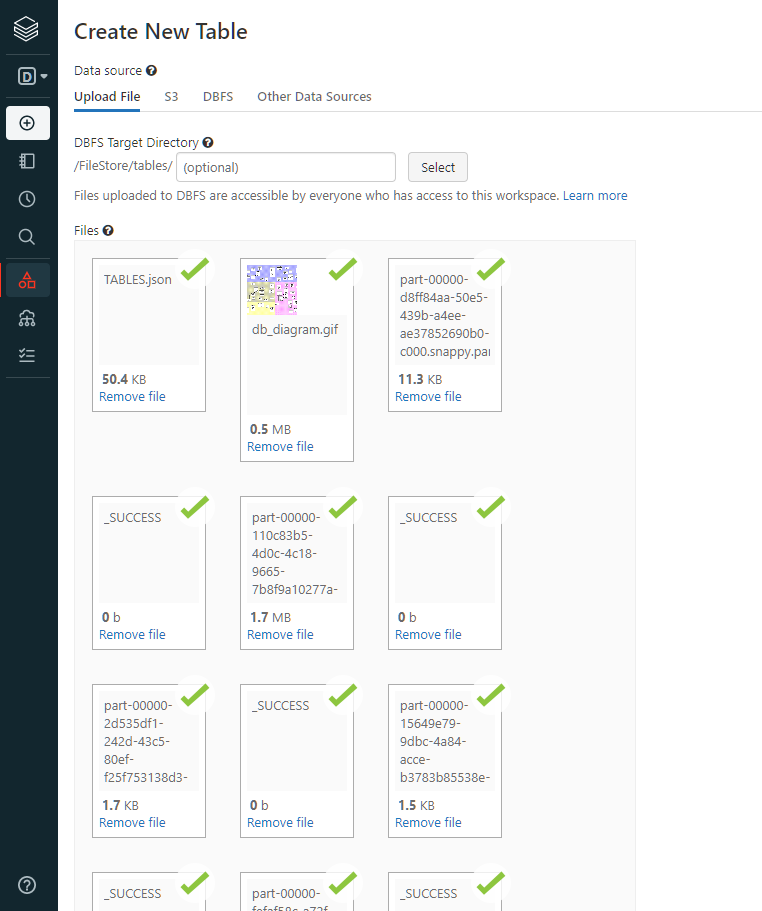 Create New Table
D
Data source
Upload File S3 DBFS Other Data Sources
DBFS Target Directory
/FileStore/tables/ (optional) Select
Files uploaded to DBFS are accessible by everyone who has access to this workspace. Learn more
Files
TABLES.json
50.4 KB
Remove file
db_diagram.gif
0.5 MB
Remove file
part-00000-
d8ff84aa-50e5-
439b-a4ee-
ae37852690b0-
c000.snappy.par
11.3 KB
Remove file
_SUCCESS
0 b
Remove file
part-00000-
110c83b5-
4d0c-4c18-
9665-
7b8f9a10277a-
1.7 MB
Remove file
_SUCCESS
0 b
Remove file
part-00000-
2d535df1-
242d-43c5-
80ef-
f25f753138d3-
1.7 KB
Remove file
_SUCCESS
0 b
Remove file
part-00000-
15649e79-
9dbc-4a84-
acce-
b3783b85538e-
1.5 KB
Remove file
_SUCCESS
part-00000-
_SUCCESS